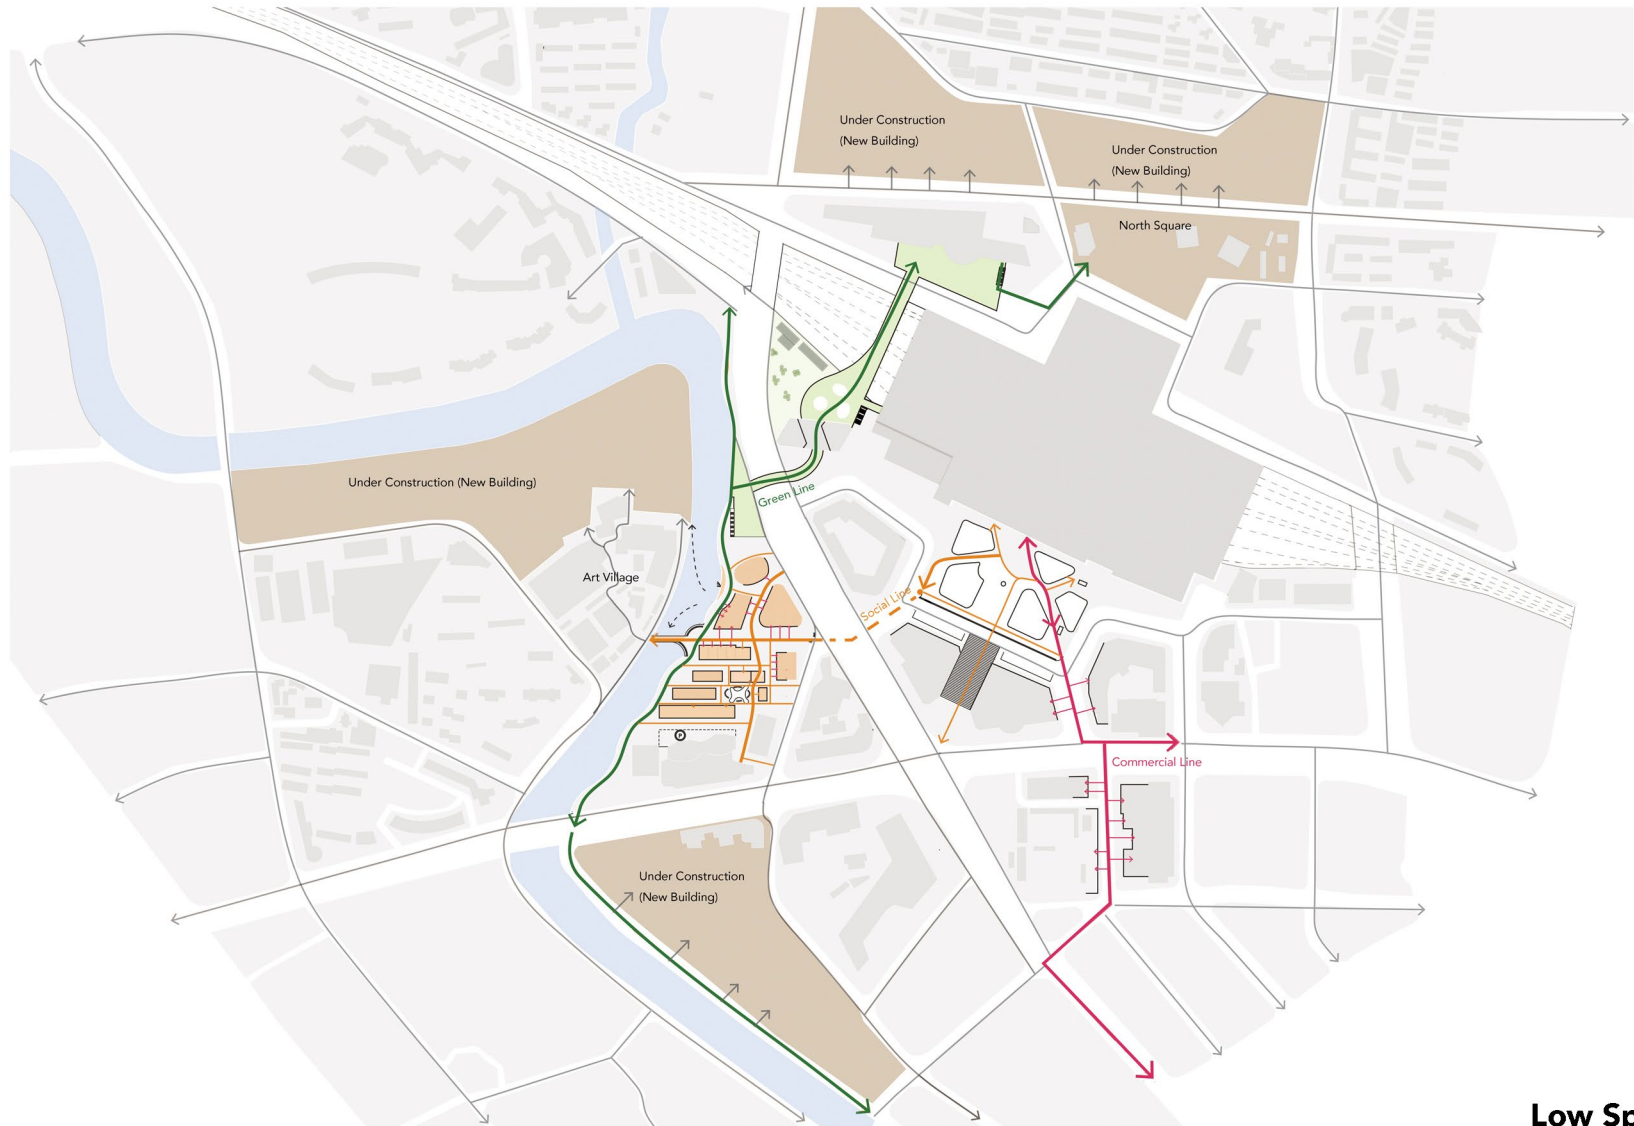 Under Construction
(New Building)
Under Construction
(New Building)
North Square
Under Construction (New Building)
Green Line
Art Village
Social Line
P
Commercial Line
Under Construction
(New Building)
Low Sp